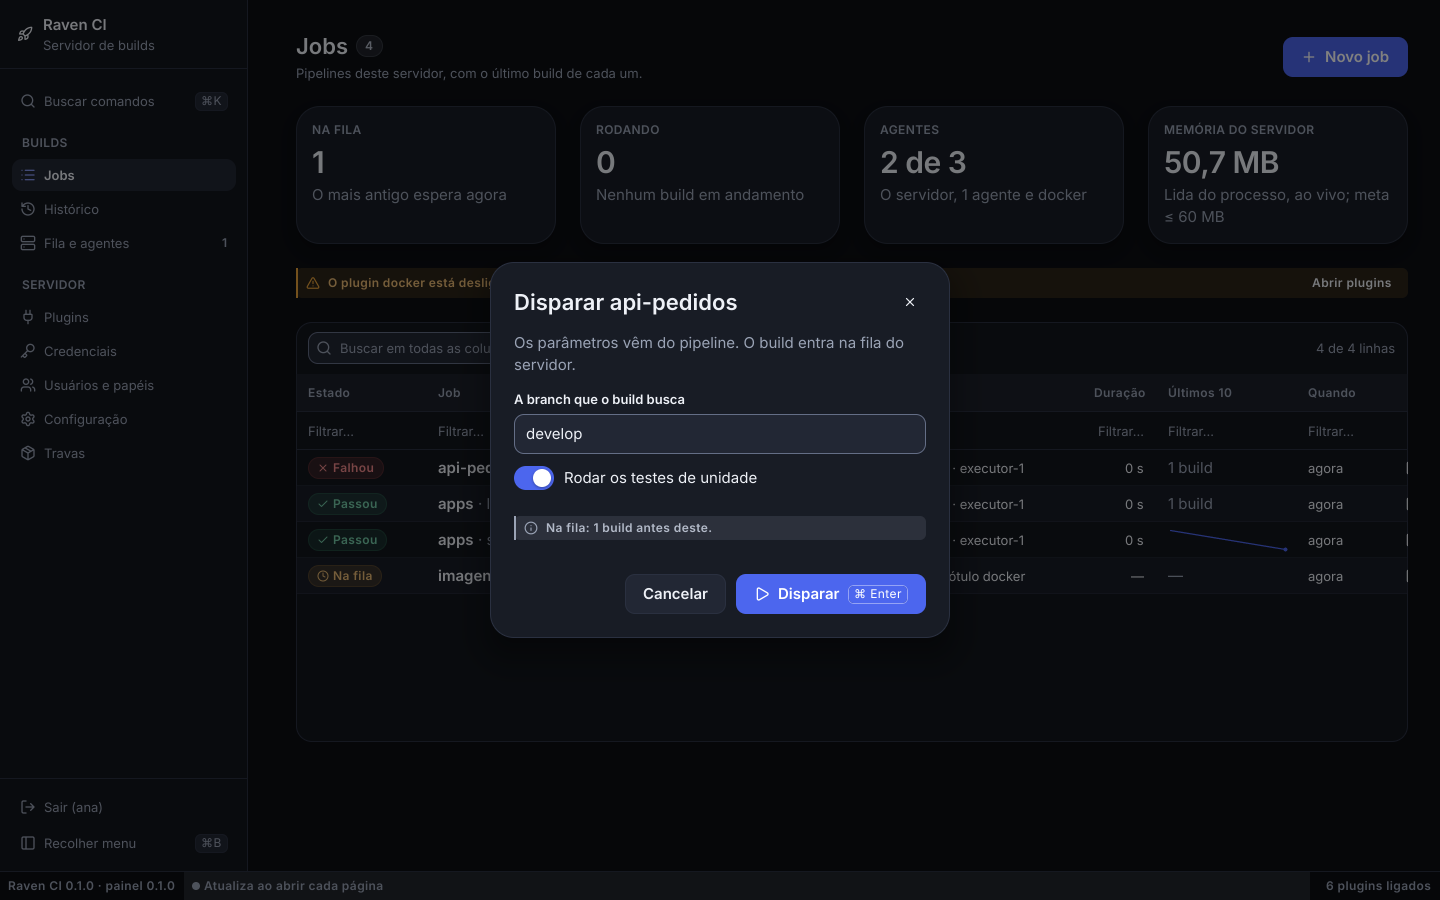 Raven CI
Servidor de builds
Buscar comandos ⌘K
BUILDS
Jobs
Histórico
Fila e agentes 1
SERVIDOR
Plugins
Credenciais
Usuários e papéis
Configuração
Travas
Sair (ana)
Recolher menu ⌘B
Jobs 4
Pipelines deste servidor, com o último build de cada um.
Novo job
NA FILA
1
O mais antigo espera agora
RODANDO
0
Nenhum build em andamento
AGENTES
2 de 3
O servidor, 1 agente e docker
MEMÓRIA DO SERVIDOR
50,7 MB
Lida do processo, ao vivo; meta
≤ 60 MB
O plugin docker está Abrir plugins
Buscar em todas as 4 de 4 linhas
Estado Job Duração Últimos 10 Quando
Filtrar... Filtrar... Filtrar... Filtrar... Filtrar...
Falhou · executor-1 0 s 1 build agora
Passou apps · · executor-1 0 s 1 build agora
Passou apps · · executor-1 0 s agora
Na fila docker — — agora
Disparar api-pedidos
Os parâmetros vêm do pipeline. O build entra na fila do
servidor.
A branch que o build busca
develop
Rodar os testes de unidade
Na fila: 1 build antes deste.
Cancelar
Disparar ⌘ Enter
Raven CI 0.1.0 · painel 0.1.0
Atualiza ao abrir cada página
6 plugins ligados